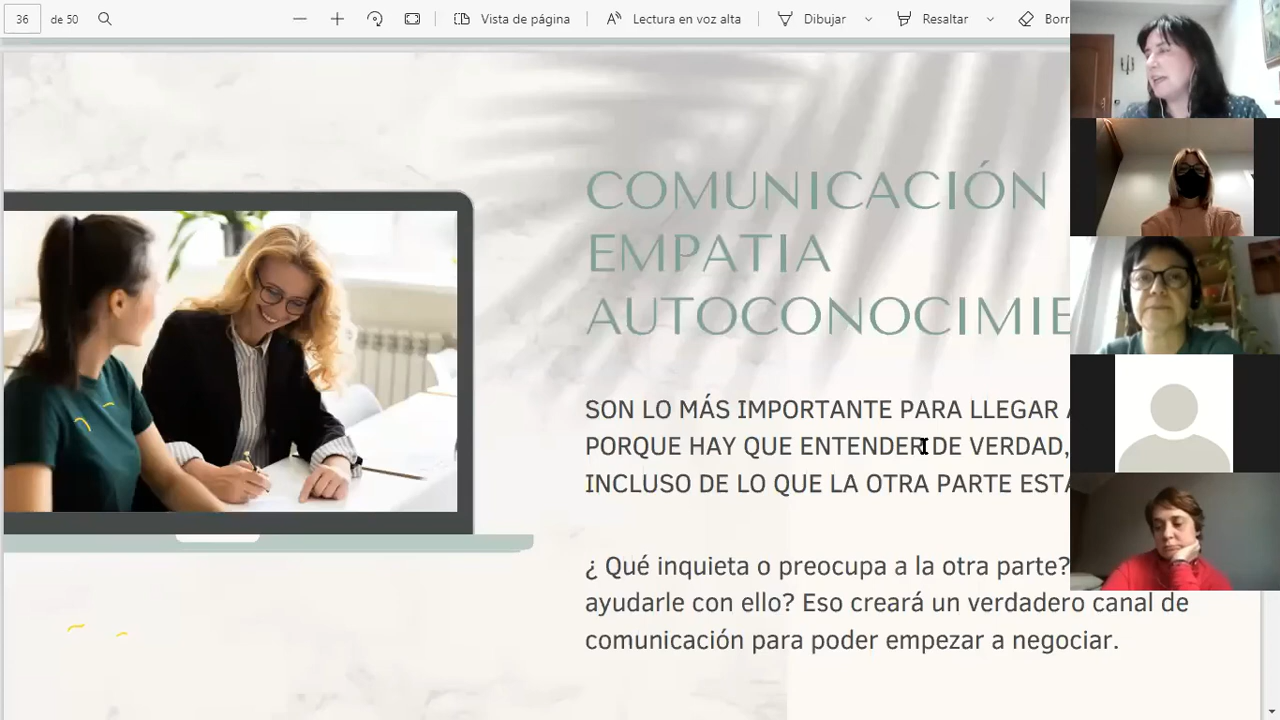 36 de 50 Vista de página Lectura en voz alta Dibujar Resaltar
COMUNICACIÓN
EMPATIA
SON LO MÁS IMPORTANTE PARA LLEGAR
PORQUE HAY QUE ENTENDER DE VERDAD,
INCLUSO DE LO QUE LA OTRA PARTE
¿ Qué inquieta o preocupa a la otra parte?
ayudarle con ello? Eso creará un verdadero canal de
comunicación para poder empezar a negociar.